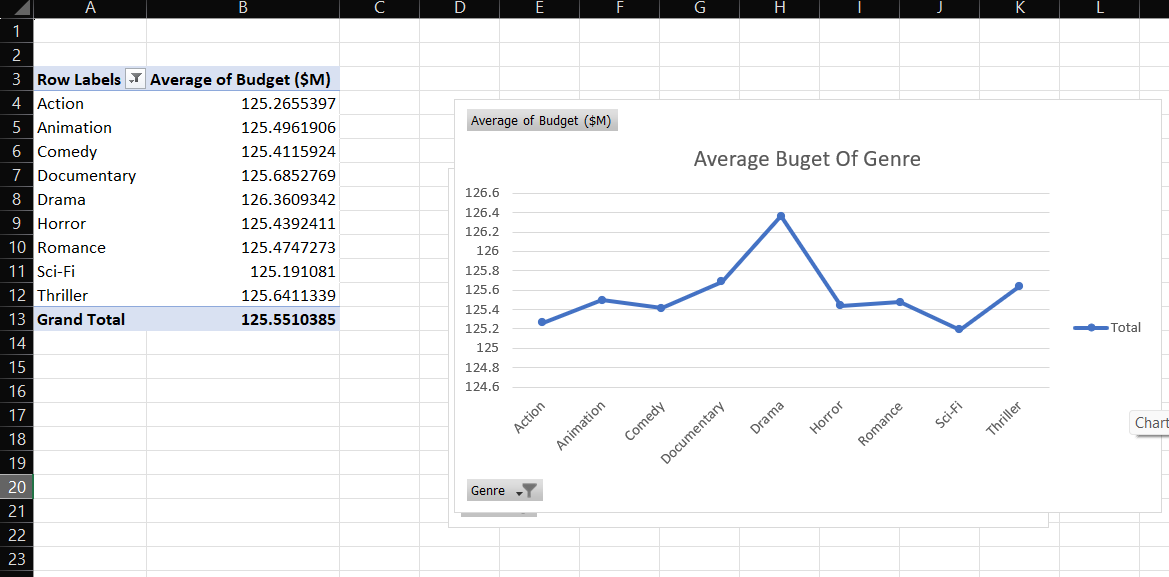 A B C D E F G H I J K L
1
2
3 Row Labels Average of Budget ($M)
4 Action 125.2655397
5 Animation 125.4961906
6 Comedy 125.4115924
7 Documentary 125.6852769
8 Drama 126.3609342
9 Horror 125.4392411
10 Romance 125.4747273
11 Sci-Fi 125.191081
12 Thriller 125.6411339
13 Grand Total 125.5510385
14
15
16
17
18
19
20
21
22
23
Average of Budget ($M)
Average Buget Of Genre
126.6
126.4
126.2
126
125.8
125.6
125.4
125.2
125
124.8
124.6
Action Animation Comedy Documentary Drama Horror Romance Sci-Fi Thriller
Total
Genre
Chart